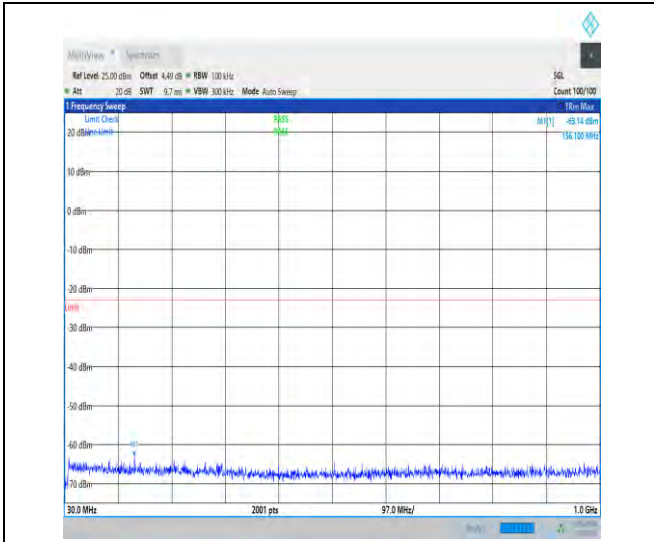 MultiView Spectrum
Ref Level 25.00 dBm Offset 4.49 dB RBW 100 kHz SGL
Att 20 dB SWT 9.7 ms VBW 300 kHz Mode Auto Sweep Count 100/100
1 Frequency Sweep 1Rm Max
Limit Check PASS M1[1] -63.14 dBm
20 dBm Line Limit PASS 156.100 MHz
10 dBm
0 dBm
-10 dBm
-20 dBm
Limit
-30 dBm
-40 dBm
-50 dBm
-60 dBm
M1
-70 dBm
30.0 MHz 2001 pts 97.0 MHz/ 1.0 GHz